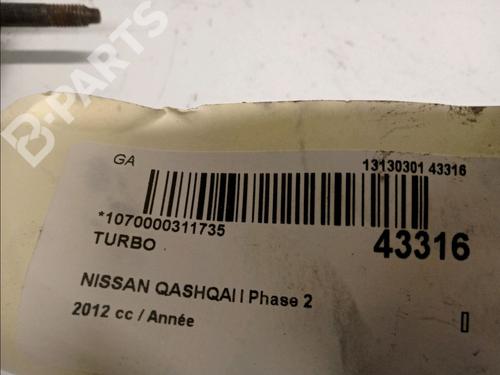 B-PARTS
GA
13130301 43316
*1070000311735
43316
TURBO
NISSAN QASHQAI I Phase 2
2012 cc / Année